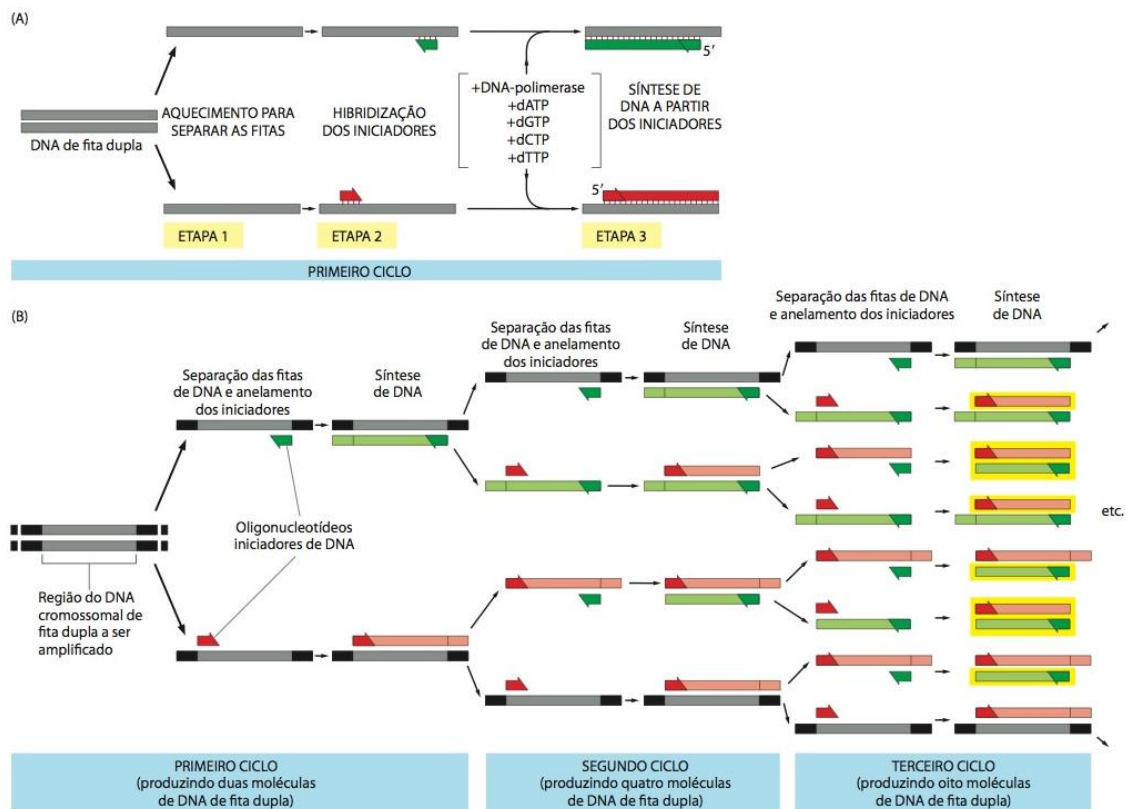 (A)
AQUECIMENTO PARA
SEPARAR AS FITAS
HIBRIDIZAÇÃO
DOS INICIADORES
+DNA-polimerase
+dATP
+dGTP
+dCTP
+dTTP
5’
SÍNTESE DE
DNA A PARTIR
DOS INICIADORES
DNA de fita dupla
5’
ETAPA 1
ETAPA 2
ETAPA 3
PRIMEIRO CICLO
(B)
Separação das fitas
de DNA e anelamento
dos iniciadores
Síntese
de DNA
Separação das fitas
de DNA e anelamento
dos iniciadores
Síntese
de DNA
Separação das fitas de DNA
e anelamento dos iniciadores
Síntese
de DNA
Oligonucleotídeos
iniciadores de DNA
etc.
Região do DNA
cromossomal de
fita dupla a ser
amplificado
PRIMEIRO CICLO
(produzindo duas moléculas
de DNA de fita dupla)
SEGUNDO CICLO
(produzindo quatro moléculas
de DNA de fita dupla)
TERCEIRO CICLO
(produzindo oito moléculas
de DNA de fita dupla)